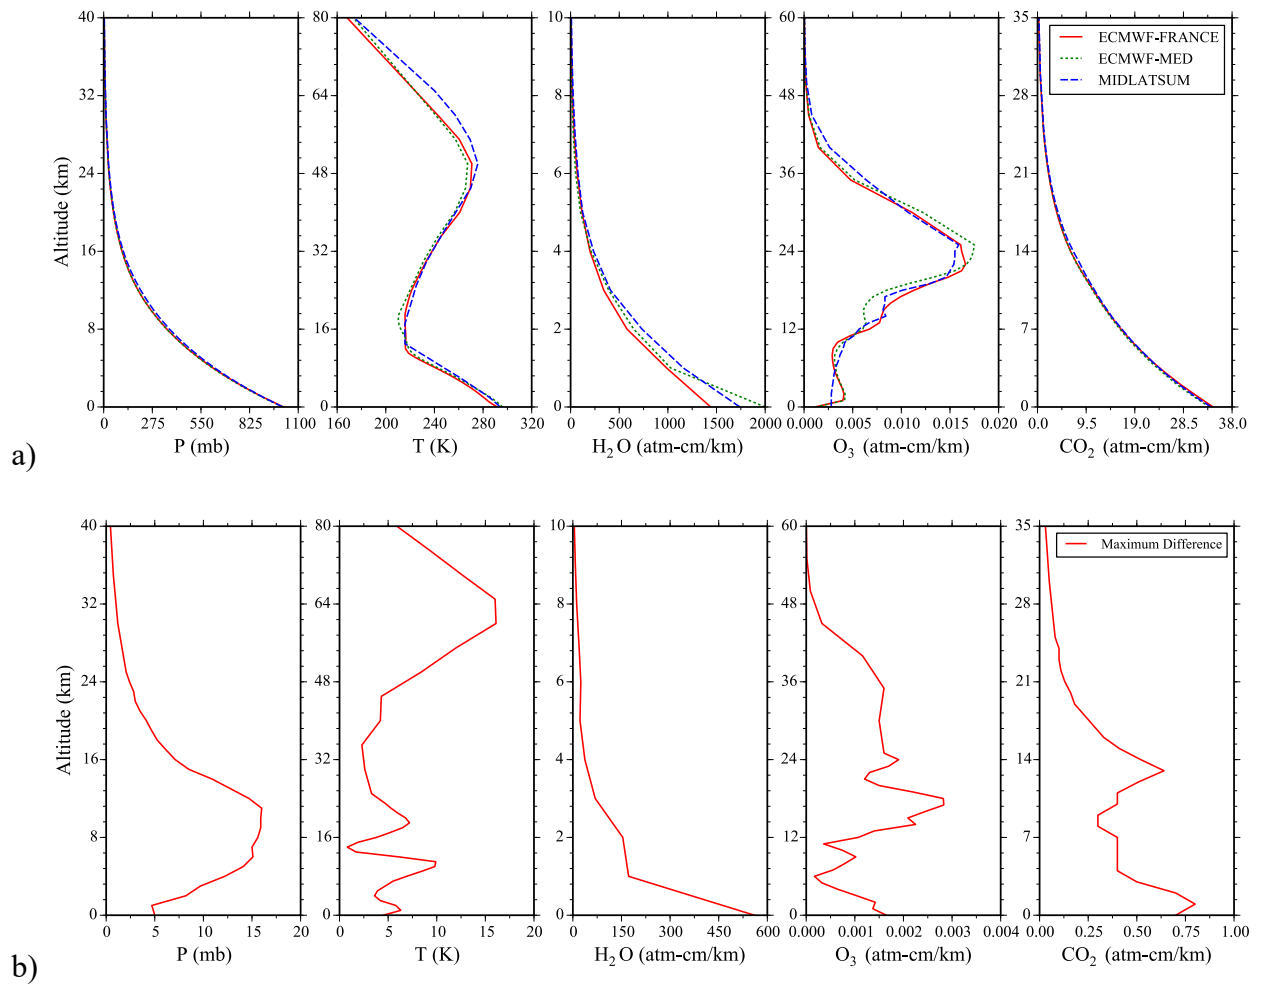 40 32 24 16 8 0
80 64 48 32 16 0
10 8 6 4 2 0
60 48 36 24 12 0
35 28 21 14 7 0
ECMWF-FRANCE
ECMWF-MED
MIDLATSUM
Altitude (km)
0 275 550 825 1100
160 200 240 280 320
0 500 1000 1500 2000
0.000 0.005 0.010 0.015 0.020
0.0 9.5 19.0 28.5 38.0
P (mb)
T (K)
H2O (atm-cm/km)
O3 (atm-cm/km)
CO2 (atm-cm/km)
a)
40 32 24 16 8 0
80 64 48 32 16 0
10 8 6 4 2 0
60 48 36 24 12 0
35 28 21 14 7 0
Maximum Difference
Altitude (km)
0 5 10 15 20
0 5 10 15 20
0 150 300 450 600
0.000 0.001 0.002 0.003 0.004
0.00 0.25 0.50 0.75 1.00
P (mb)
T (K)
H2O (atm-cm/km)
O3 (atm-cm/km)
CO2 (atm-cm/km)
b)